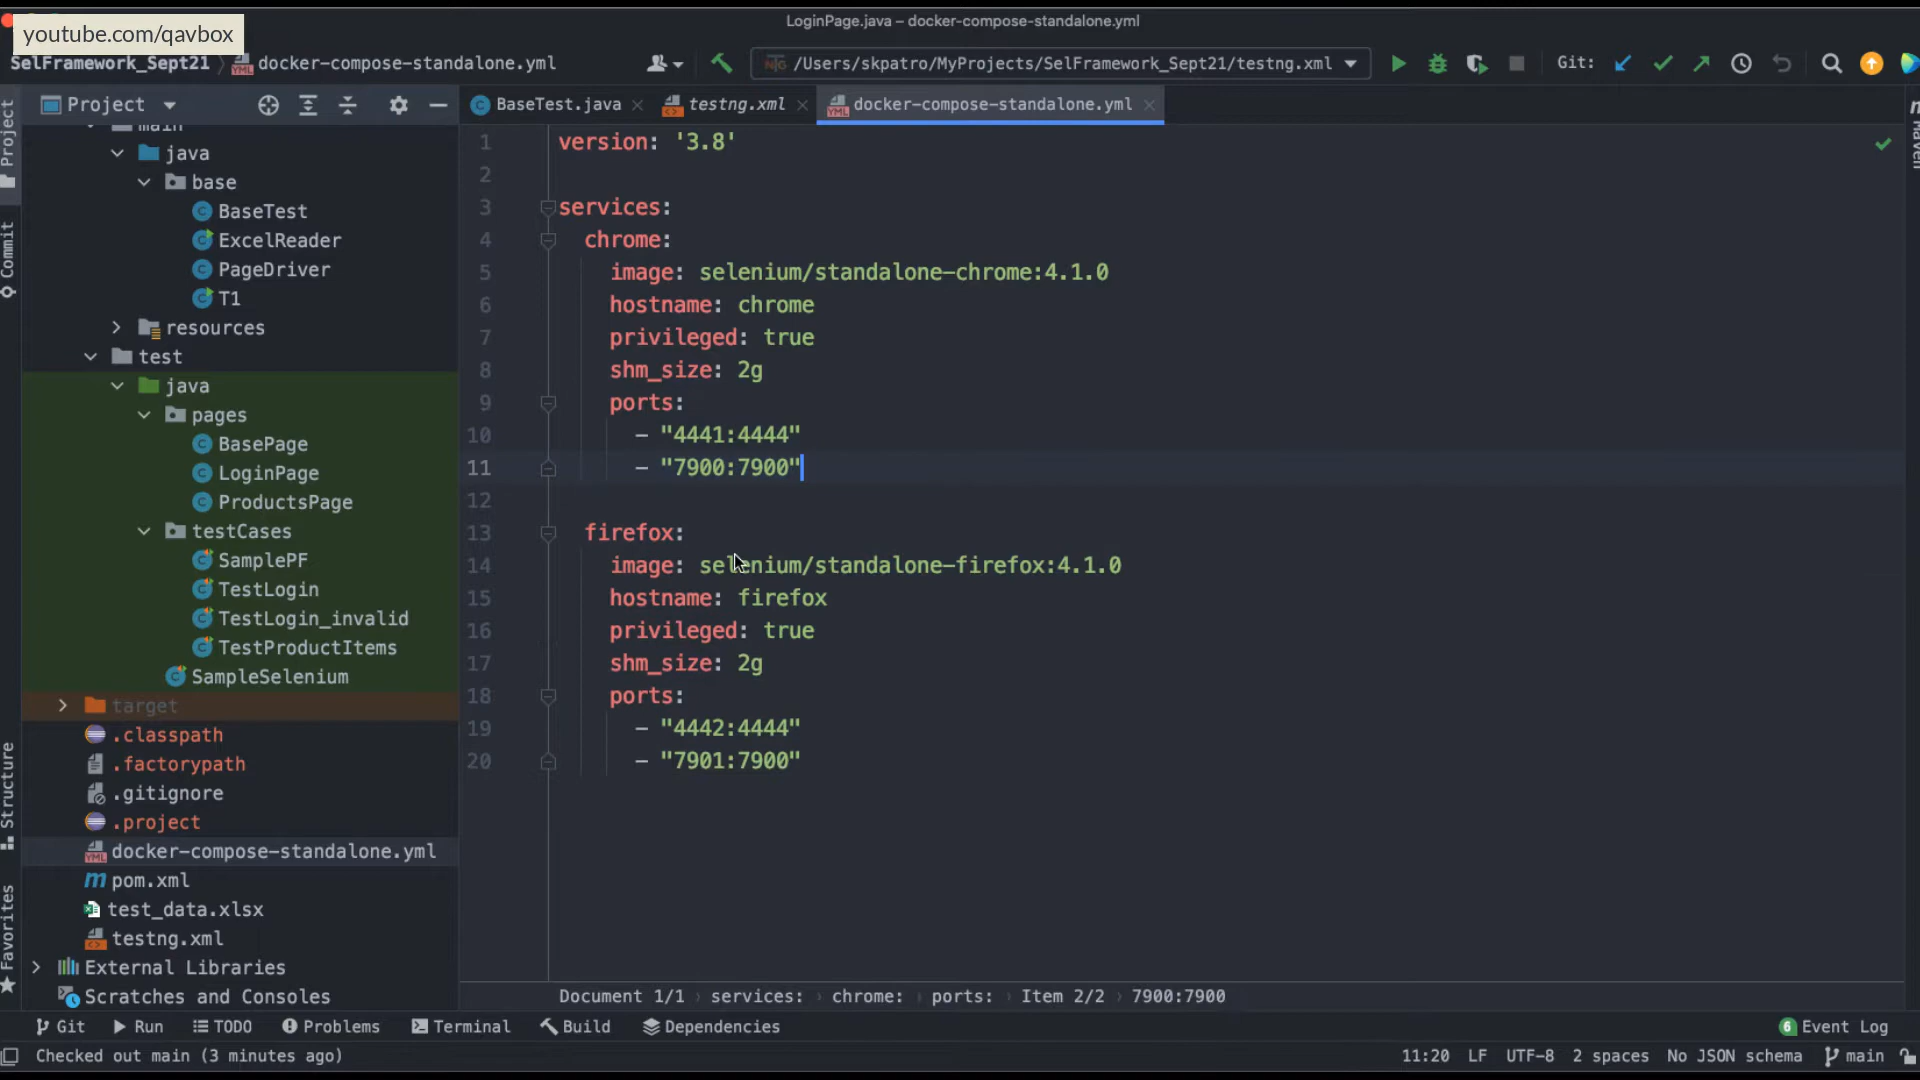 LoginPage.java – docker-compose-standalone.yml
youtube.com/qavbox
SelFramework_Sept21 docker-compose-standalone.yml
/Users/skpatro/MyProjects/SelFramework_Sept21/testng.xml
Git:
Project
Project
Commit
Structure
Favorites
main
java
base
BaseTest
ExcelReader
PageDriver
T1
resources
test
java
pages
BasePage
LoginPage
ProductsPage
testCases
SamplePF
TestLogin
TestLogin_invalid
TestProductItems
SampleSelenium
target
.classpath
.factorypath
.gitignore
.project
docker-compose-standalone.yml
pom.xml
test_data.xlsx
testng.xml
External Libraries
Scratches and Consoles
BaseTest.java testng.xml docker-compose-standalone.yml
1 version: '3.8'
2
3 services:
4 chrome:
5 image: selenium/standalone-chrome:4.1.0
6 hostname: chrome
7 privileged: true
8 shm_size: 2g
9 ports:
10 – "4441:4444"
11 – "7900:7900"
12
13 firefox:
14 image: selenium/standalone-firefox:4.1.0
15 hostname: firefox
16 privileged: true
17 shm_size: 2g
18 ports:
19 – "4442:4444"
20 – "7901:7900"
Maven
Document 1/1 › services: › chrome: › ports: › Item 2/2 › 7900:7900
Git Run TODO Problems Terminal Build Dependencies 6 Event Log
Checked out main (3 minutes ago) 11:20 LF UTF-8 2 spaces No JSON schema main